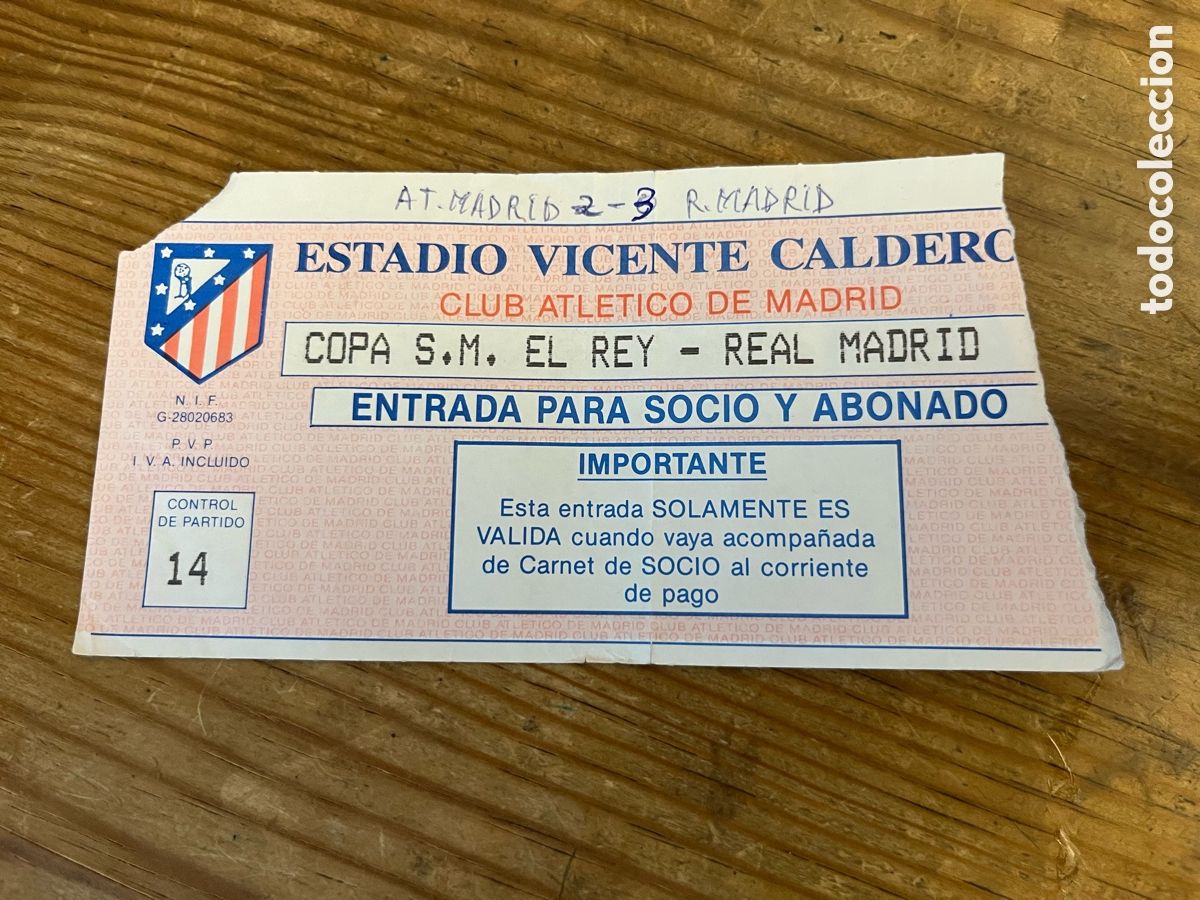 AT. MADRID 2-3 R. MADRID
ESTADIO VICENTE CALDERO
CLUB ATLETICO DE MADRID
COPA S.M. EL REY - REAL MADRID
ENTRADA PARA SOCIO Y ABONADO
N. I. F.
G-28020683
P. V. P.
I. V. A. INCLUIDO
CONTROL
DE PARTIDO
14
IMPORTANTE
Esta entrada SOLAMENTE ES
VALIDA cuando vaya acompañada
de Carnet de SOCIO al corriente
de pago
todocoleccion